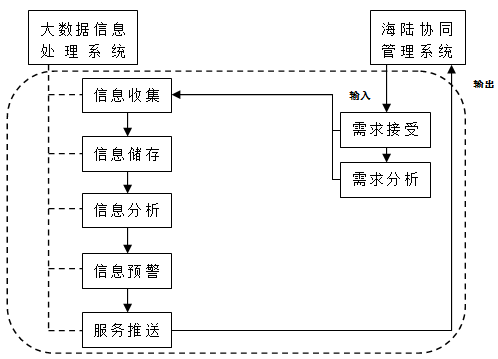 大数据信息
处理系统
海陆协同
管理系统
输出
输入
信息收集
需求接受
信息储存
需求分析
信息分析
信息预警
服务推送